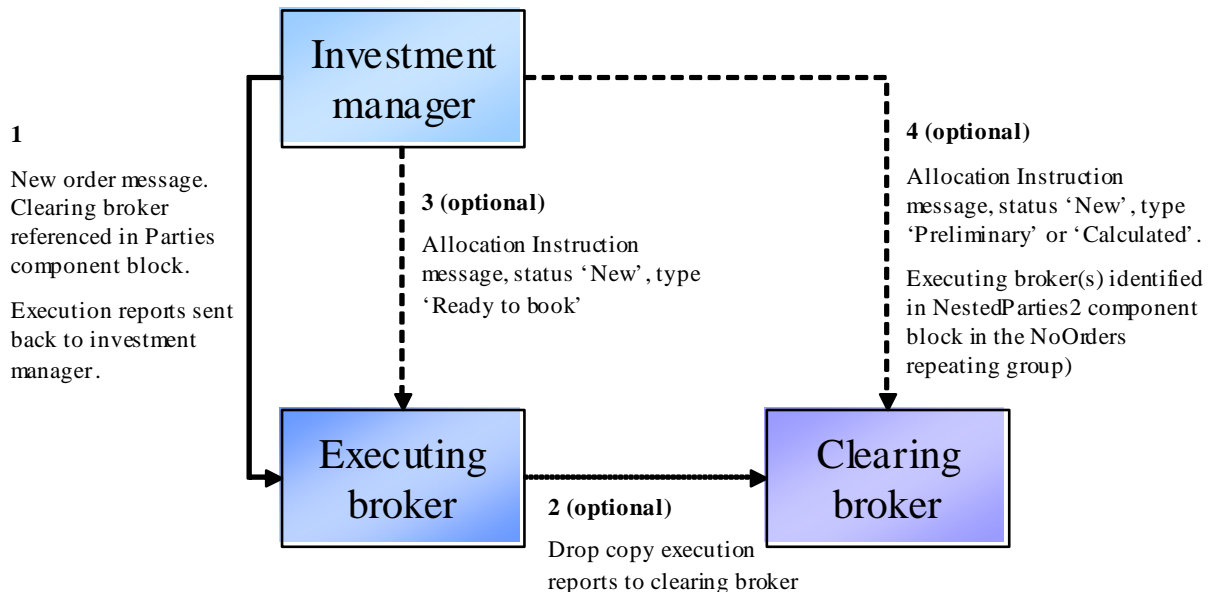 Investment
manager
1
New order message.
Clearing broker
referenced in Parties
component block.
Execution reports sent
back to investment
manager.
3 (optional)
Allocation Instruction
message, status ‘New’, type
‘Ready to book’
4 (optional)
Allocation Instruction
message, status ‘New’, type
‘Preliminary’ or ‘Calculated’.
Executing broker(s) identified
in NestedParties2 component
block in the NoOrders
repeating group)
Executing
broker
2 (optional)
Drop copy execution
reports to clearing broker
Clearing
broker